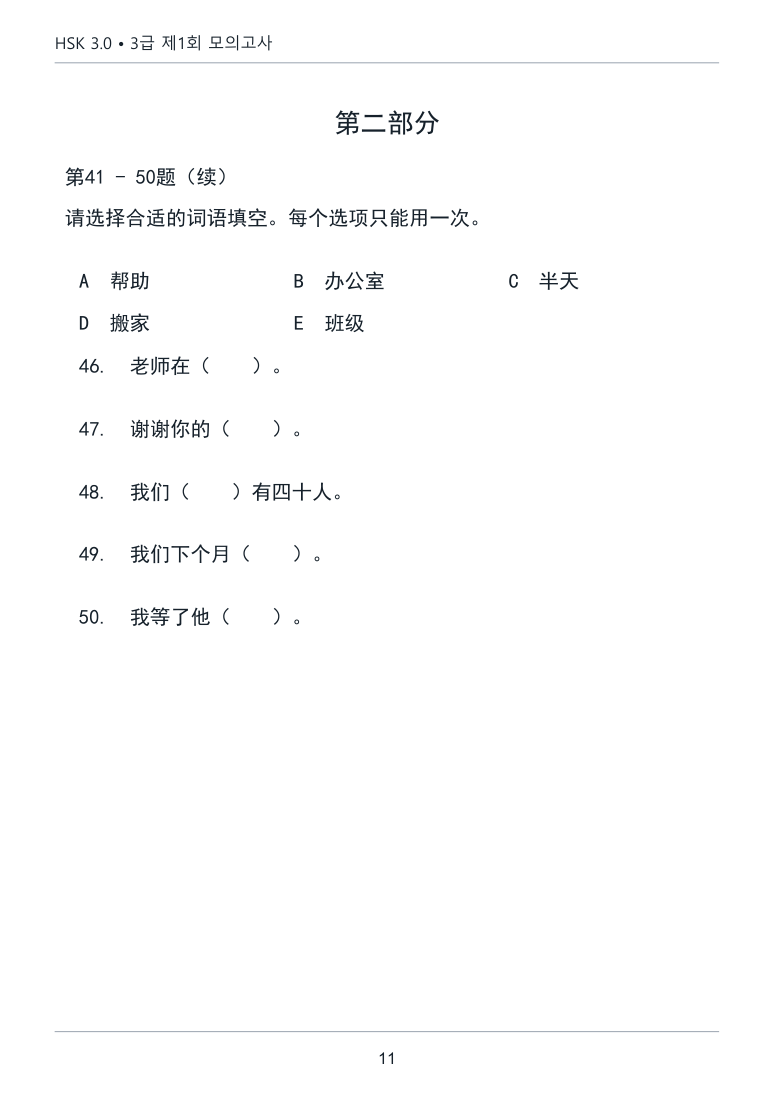 HSK 3.0 • 3급 제1회 모의고사
第二部分
第41 - 50题（续）
请选择合适的词语填空。每个选项只能用一次。
A 帮助 B 办公室 C 半天
D 搬家 E 班级
46. 老师在（　　）。
47. 谢谢你的（　　）。
48. 我们（　　）有四十人。
49. 我们下个月（　　）。
50. 我等了他（　　）。
11